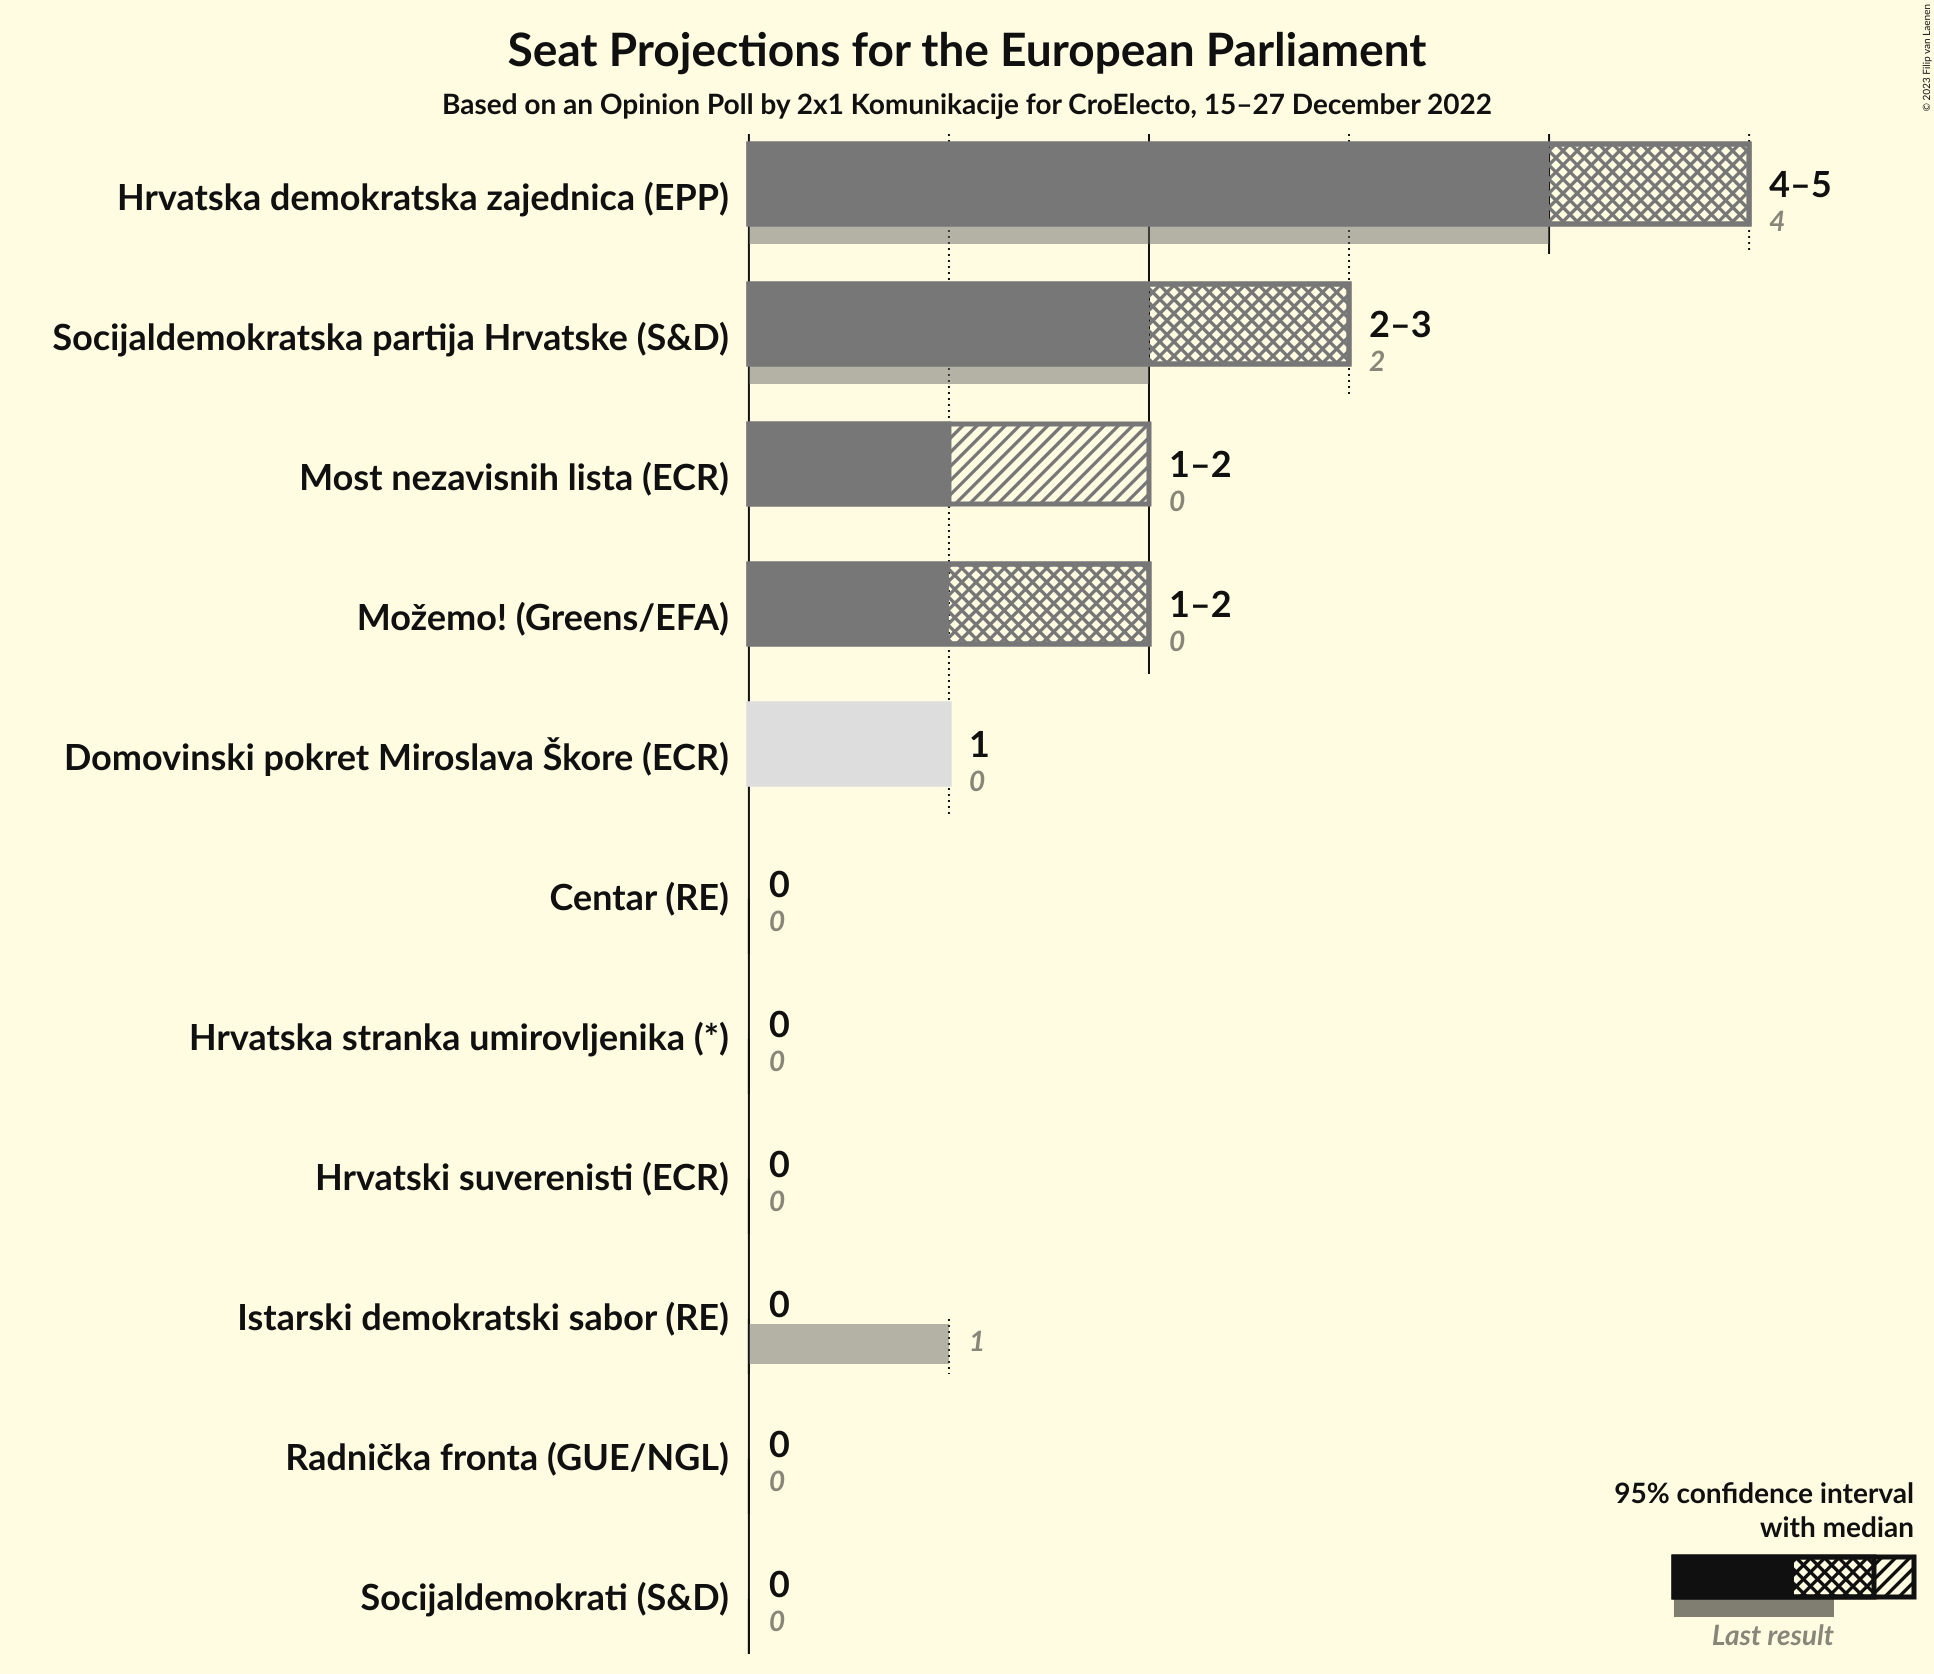 Seat Projections for the European Parliament
Based on an Opinion Poll by 2x1 Komunikacije for CroElecto, 15–27 December 2022
© 2023 Filip van Laenen
Hrvatska demokratska zajednica (EPP)
4–5
4
Socijaldemokratska partija Hrvatske (S&D)
2–3
2
Most nezavisnih lista (ECR)
1–2
0
Možemo! (Greens/EFA)
1–2
0
Domovinski pokret Miroslava Škore (ECR)
1
0
Centar (RE)
0
0
Hrvatska stranka umirovljenika (*)
0
0
Hrvatski suverenisti (ECR)
0
0
Istarski demokratski sabor (RE)
0
1
Radnička fronta (GUE/NGL)
0
0
Socijaldemokrati (S&D)
0
0
95% confidence interval
with median
Last result